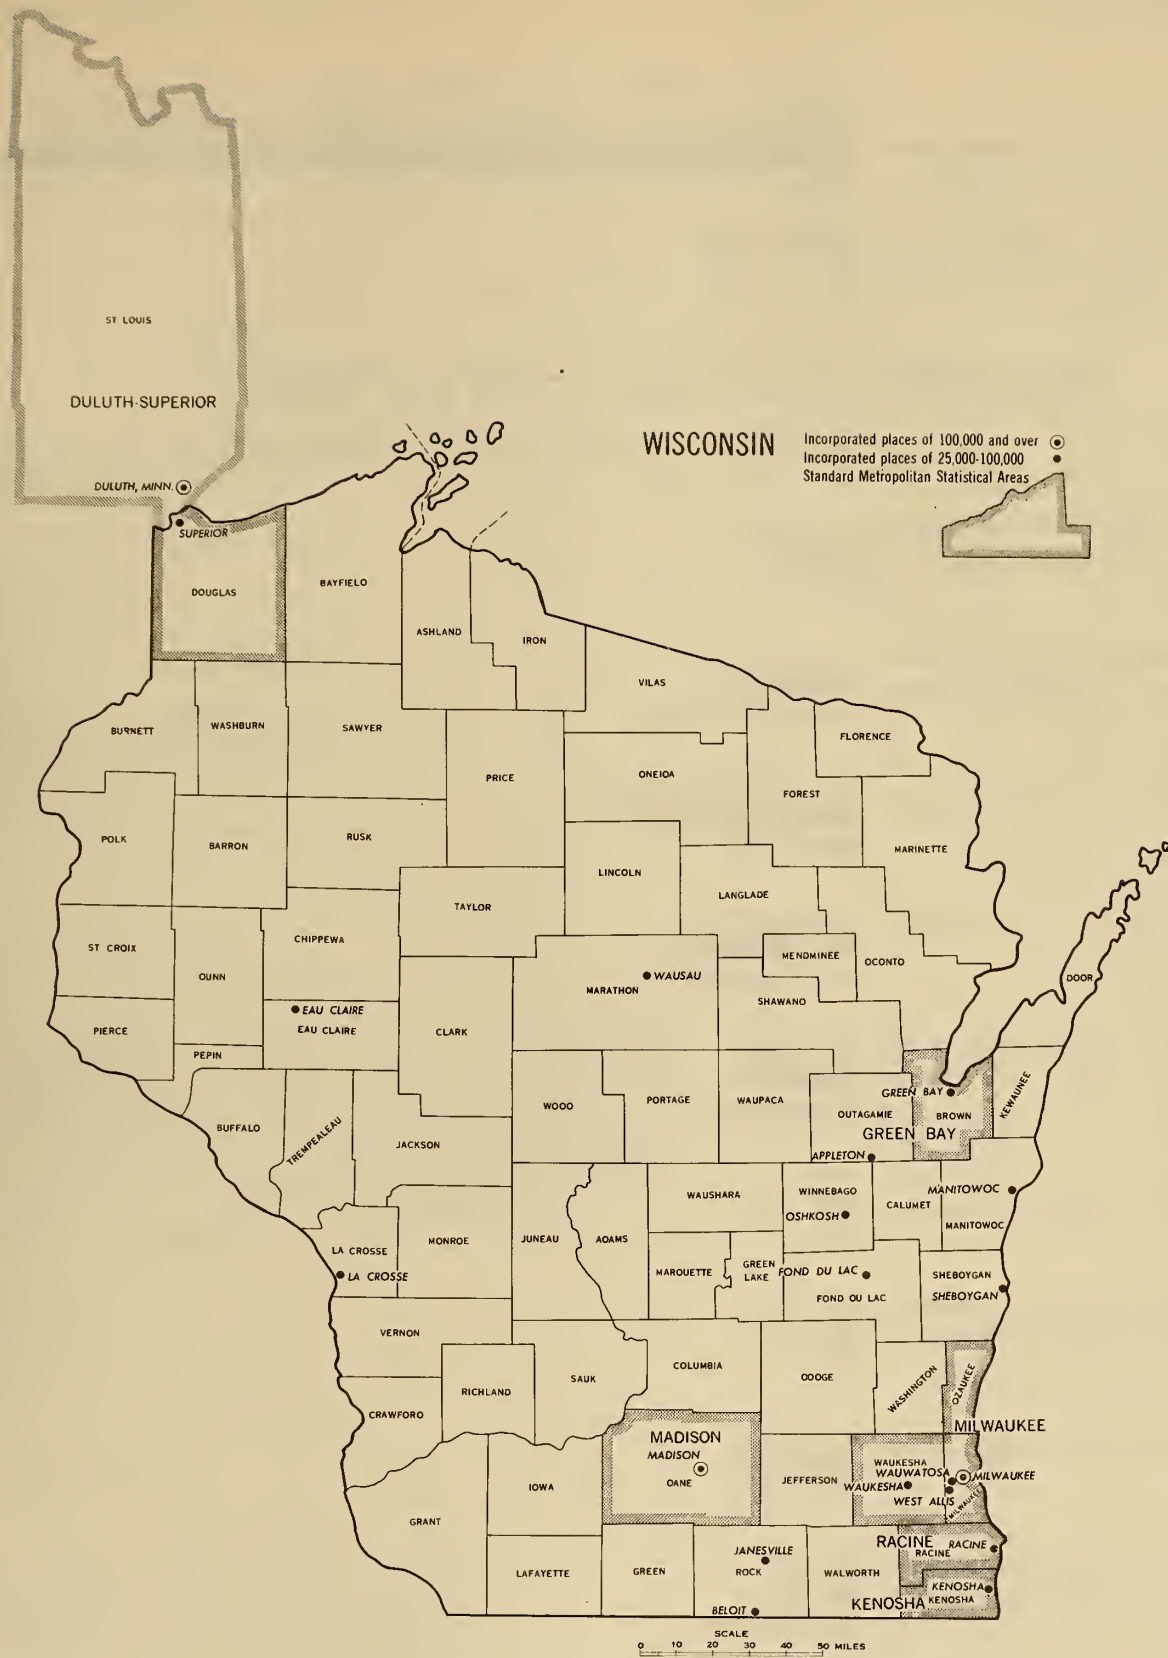 ST LOUIS
DULUTH-SUPERIOR
WISCONSIN
Incorporated places of 100,000 and over
Incorporated places of 25,000-100,000
Standard Metropolitan Statistical Areas
DULUTH, MINN.
SUPERIOR
DOUGLAS
BAYFIELO
ASHLAND
IRON
VILAS
BURNETT
WASHBURN
SAWYER
FLORENCE
PRICE
ONEIOA
FOREST
POLK
BARRON
RUSK
MARINETTE
LINCOLN
LANGLADE
TAYLOR
ST CROIX
CHIPPEWA
OUNN
MENDMINEE
OCONTO
WAUSAU
MARATHON
SHAWANO
DOOR
EAU CLAIRE
EAU CLAIRE
PIERCE
CLARK
PEPIN
GREEN BAY
BROWN
KEWAUNEE
WOOO
PORTAGE
WAUPACA
OUTAGAMIE
GREEN BAY
BUFFALO
TREMPEALEAU
JACKSON
APPLETON
WAUSHARA
WINNEBAGO
OSHKOSH
CALUMET
MANITOWOC
MANITOWOC
LA CROSSE
LA CROSSE
MONROE
JUNEAU
AOAMS
MAROUETTE
GREEN
LAKE
FOND DU LAC
FOND OU LAC
SHEBOYGAN
SHEBOYGAN
VERNON
RICHLAND
SAUK
COLUMBIA
OOOGE
WASHINGTON
OZAUKEE
CRAWFORO
MILWAUKEE
MADISON
MADISON
OANE
JEFFERSON
WAUKESHA
WAUWATOSA
MILWAUKEE
WAUKESHA
WEST ALLIS
MILWAUKEE
IOWA
GRANT
LAFAYETTE
GREEN
JANESVILLE
ROCK
BELOIT
WALWORTH
RACINE
RACINE
RACINE
KENOSHA
KENOSHA
KENOSHA
SCALE
0 10 20 30 40 50 MILES